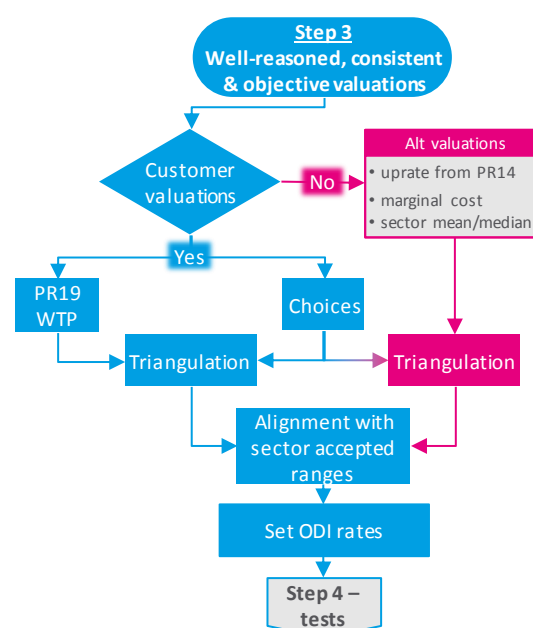 Step 3
Well-reasoned, consistent
& objective valuations
Customer
valuations
No
Alt valuations
• uprate from PR14
• marginal cost
• sector mean/median
Yes
PR19
WTP
Choices
Triangulation
Triangulation
Alignment with
sector accepted
ranges
Set ODI rates
Step 4 –
tests